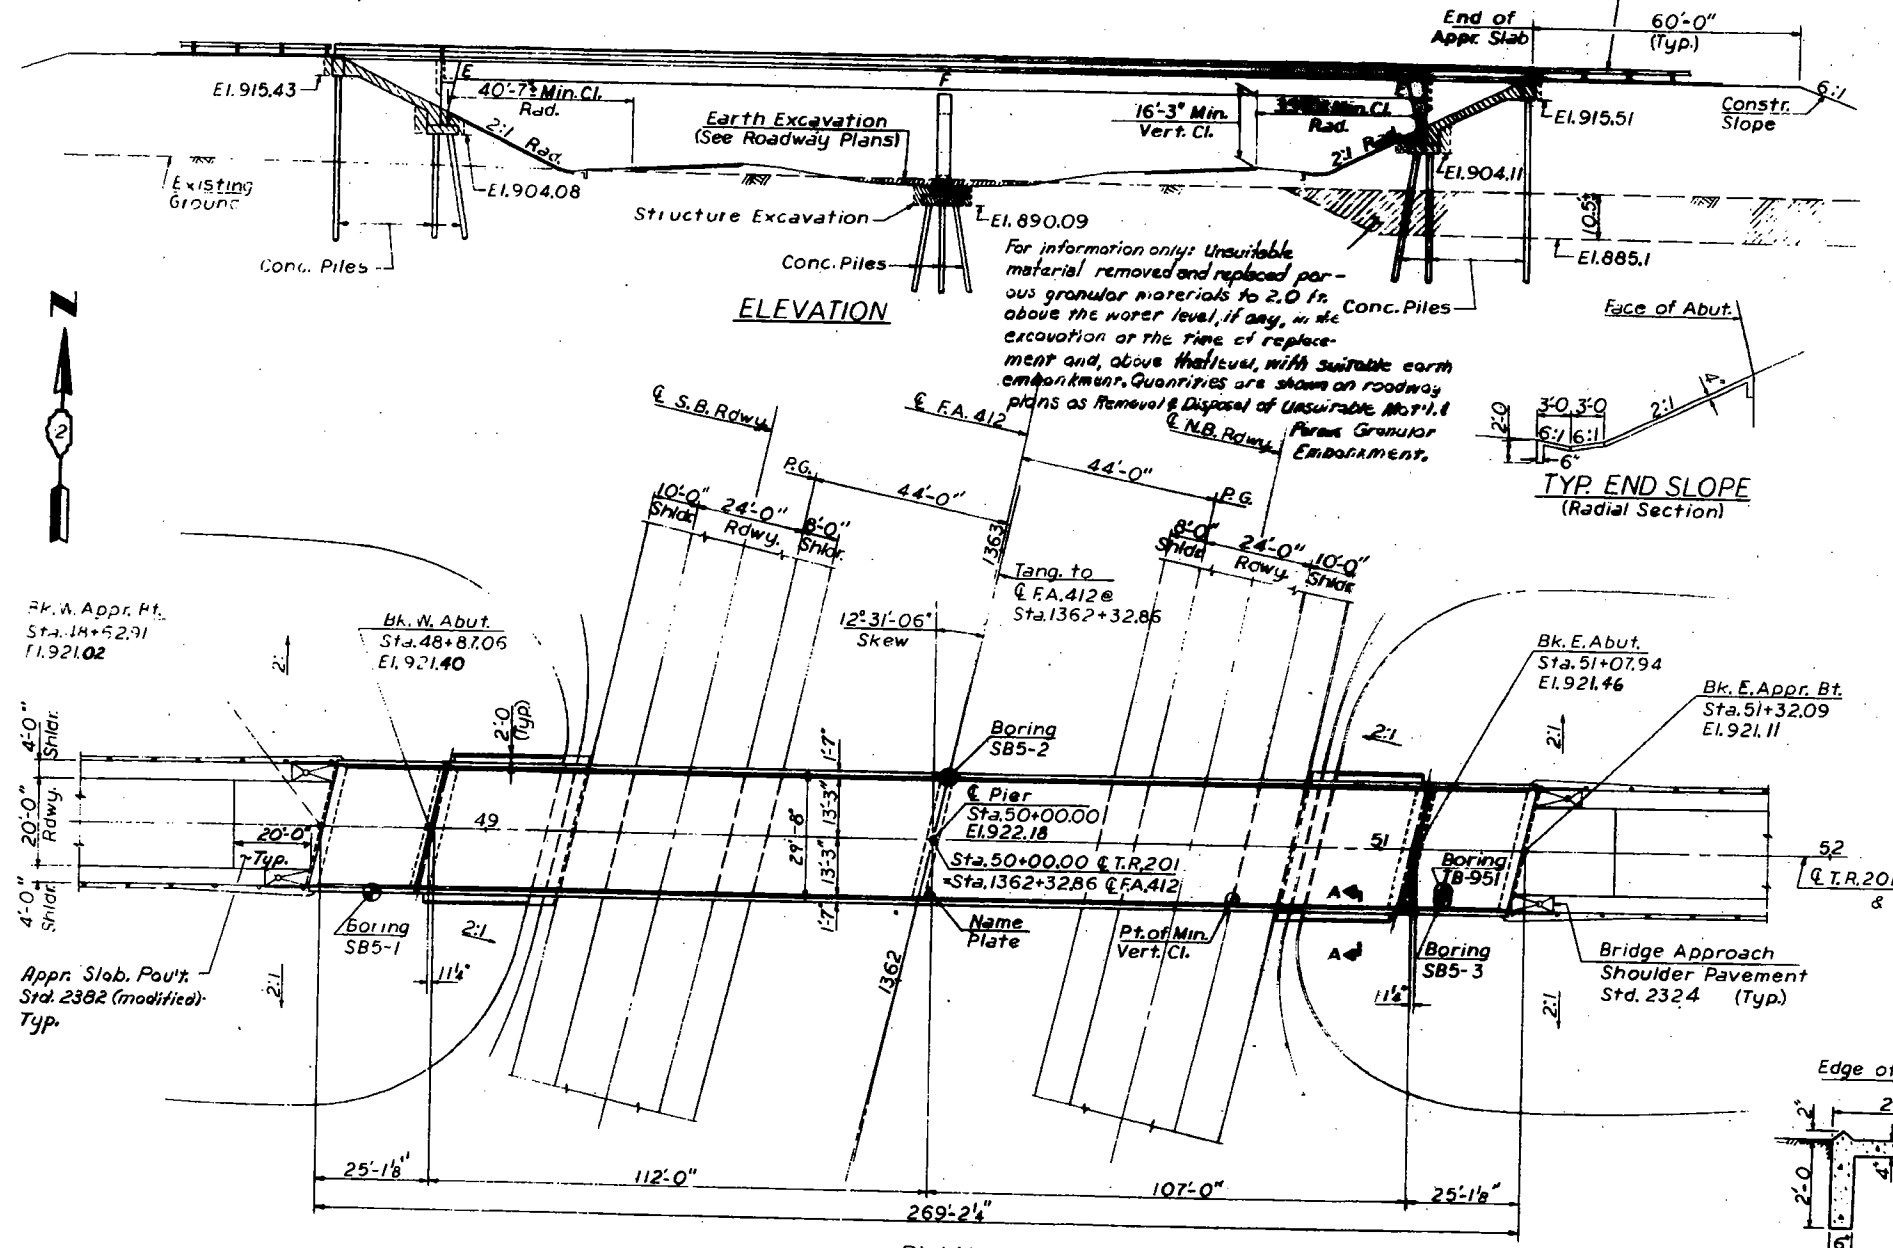 End of
Appr. Slab
60'-0"
(Typ.)
El. 915.43
E
40'-7¾" Min. Cl.
Rad.
2:1 Rad.
Earth Excavation
(See Roadway Plans)
F
16'-3" Min.
Vert. Cl.
Min. Cl.
Rad.
2:1 Rad.
El. 915.51
Constr.
Slope
6:1
Existing
Ground
El. 904.08
Structure Excavation
El. 890.09
El. 904.11
10.5'
El. 885.1
Conc. Piles
Conc. Piles
Conc. Piles
ELEVATION
For information only: Unsuitable
material removed and replaced por-
ous granular materials to 2.0 ft.
above the water level, if any, in the
excavation at the time of replace-
ment and, above that level, with suitable earth
embankment. Quantities are shown on roadway
plans as Removal & Disposal of Unsuitable Mat'l. &
Porous Granular
Embankment.
Face of Abut.
4"
2'-0
3'-0 3'-0
6:1 6:1
2:1
6"
TYP. END SLOPE
(Radial Section)
N
2
℄ S.B. Rdwy.
℄ F.A. 412
℄ N.B. Rdwy.
P.G.
44'-0"
44'-0"
P.G.
10'-0"
Shldr.
24'-0"
Rdwy.
8'-0"
Shldr.
8'-0"
Shldr.
24'-0"
Rdwy.
10'-0"
Shldr.
1363
Tang. to
℄ F.A. 412 @
Sta. 1362+32.86
12°-31'-06"
Skew
Bk. W. Appr. Bt.
Sta. 48+62.91
El. 921.02
Bk. W. Abut.
Sta. 48+87.06
El. 921.40
Bk. E. Abut.
Sta. 51+07.94
El. 921.46
Bk. E. Appr. Bt.
Sta. 51+32.09
El. 921.11
2:1
2:1
2:1
4'-0"
Shldr.
20'-0"
Rdwy.
4'-0"
Shldr.
2'-0
(Typ.)
1'-7"
13'-3"
29'-8"
13'-3"
1'-7"
Boring
SB5-2
℄ Pier
Sta. 50+00.00
El. 922.18
Sta. 50+00.00 ℄ T.R. 201
=Sta. 1362+32.86 ℄ F.A. 412
20'-0"
Typ.
49
51
52
Boring
TB-951
℄ T.R. 201
&
A
A
Boring
SB5-1
2:1
2:1
11¼"
Name
Plate
1362
Pt. of Min.
Vert. Cl.
Boring
SB5-3
11¼"
2:1
Bridge Approach
Shoulder Pavement
Std. 2324 (Typ.)
Appr. Slab. Pav't.
Std. 2382 (modified)
Typ.
25'-1⅛"
112'-0"
107'-0"
25'-1⅛"
269'-2¼"
Edge of
2"
2
2'-0
4"
6"